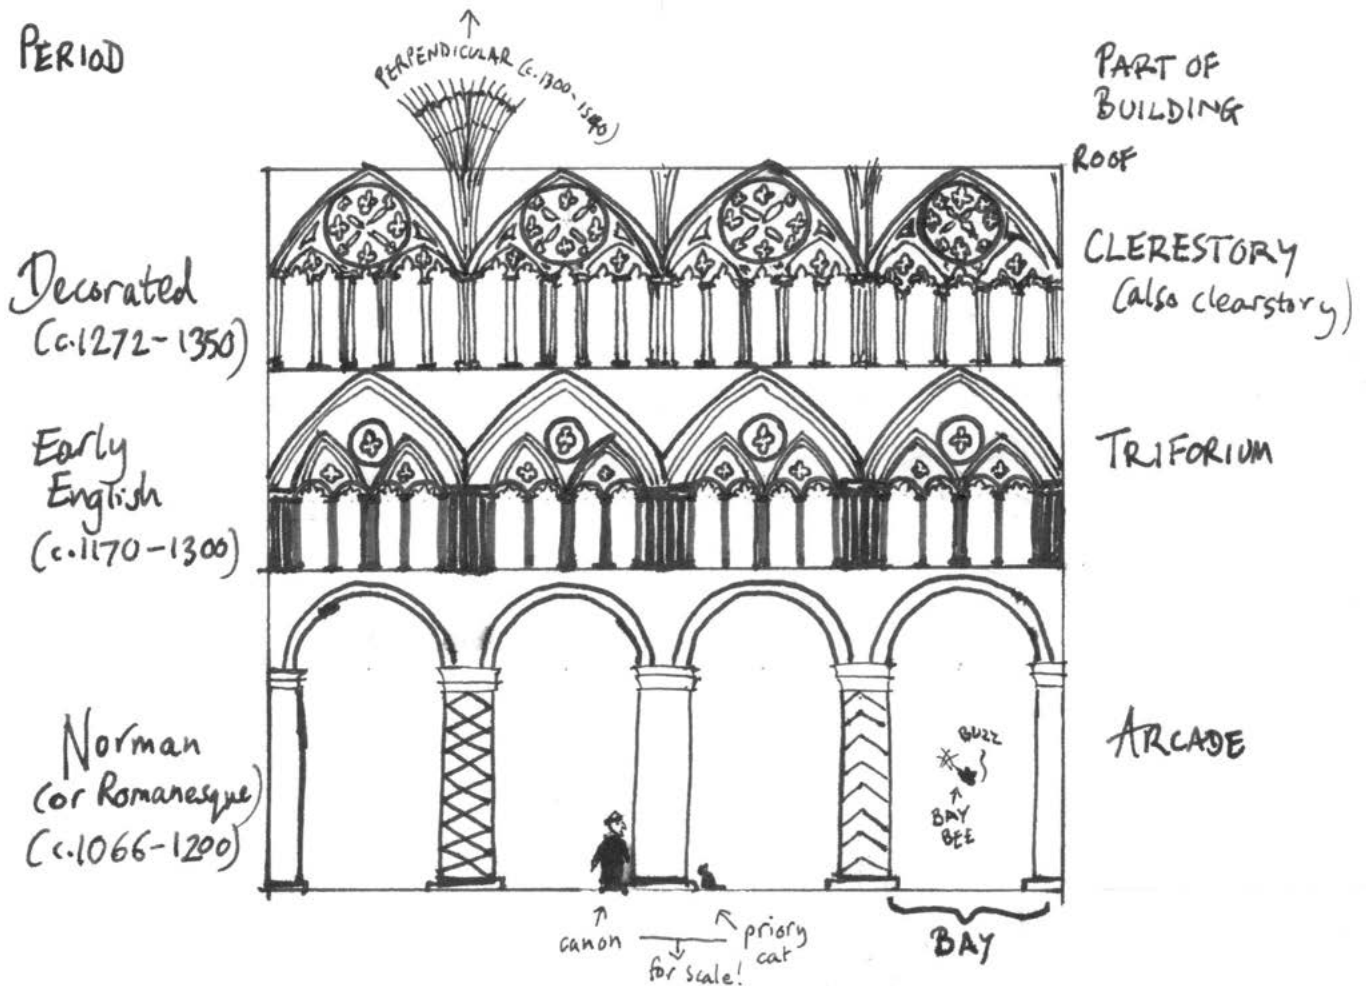 PERIOD
PERPENDICULAR (c.1300-1540)
PART OF
BUILDING
ROOF
Decorated
(c.1272-1350)
CLERESTORY
(also clearstory)
Early
English
(c.1170-1300)
TRIFORIUM
Norman
(or Romanesque)
(c.1066-1200)
ARCADE
BUZZ
BAY
BEE
canon
priory
cat
for scale!
BAY